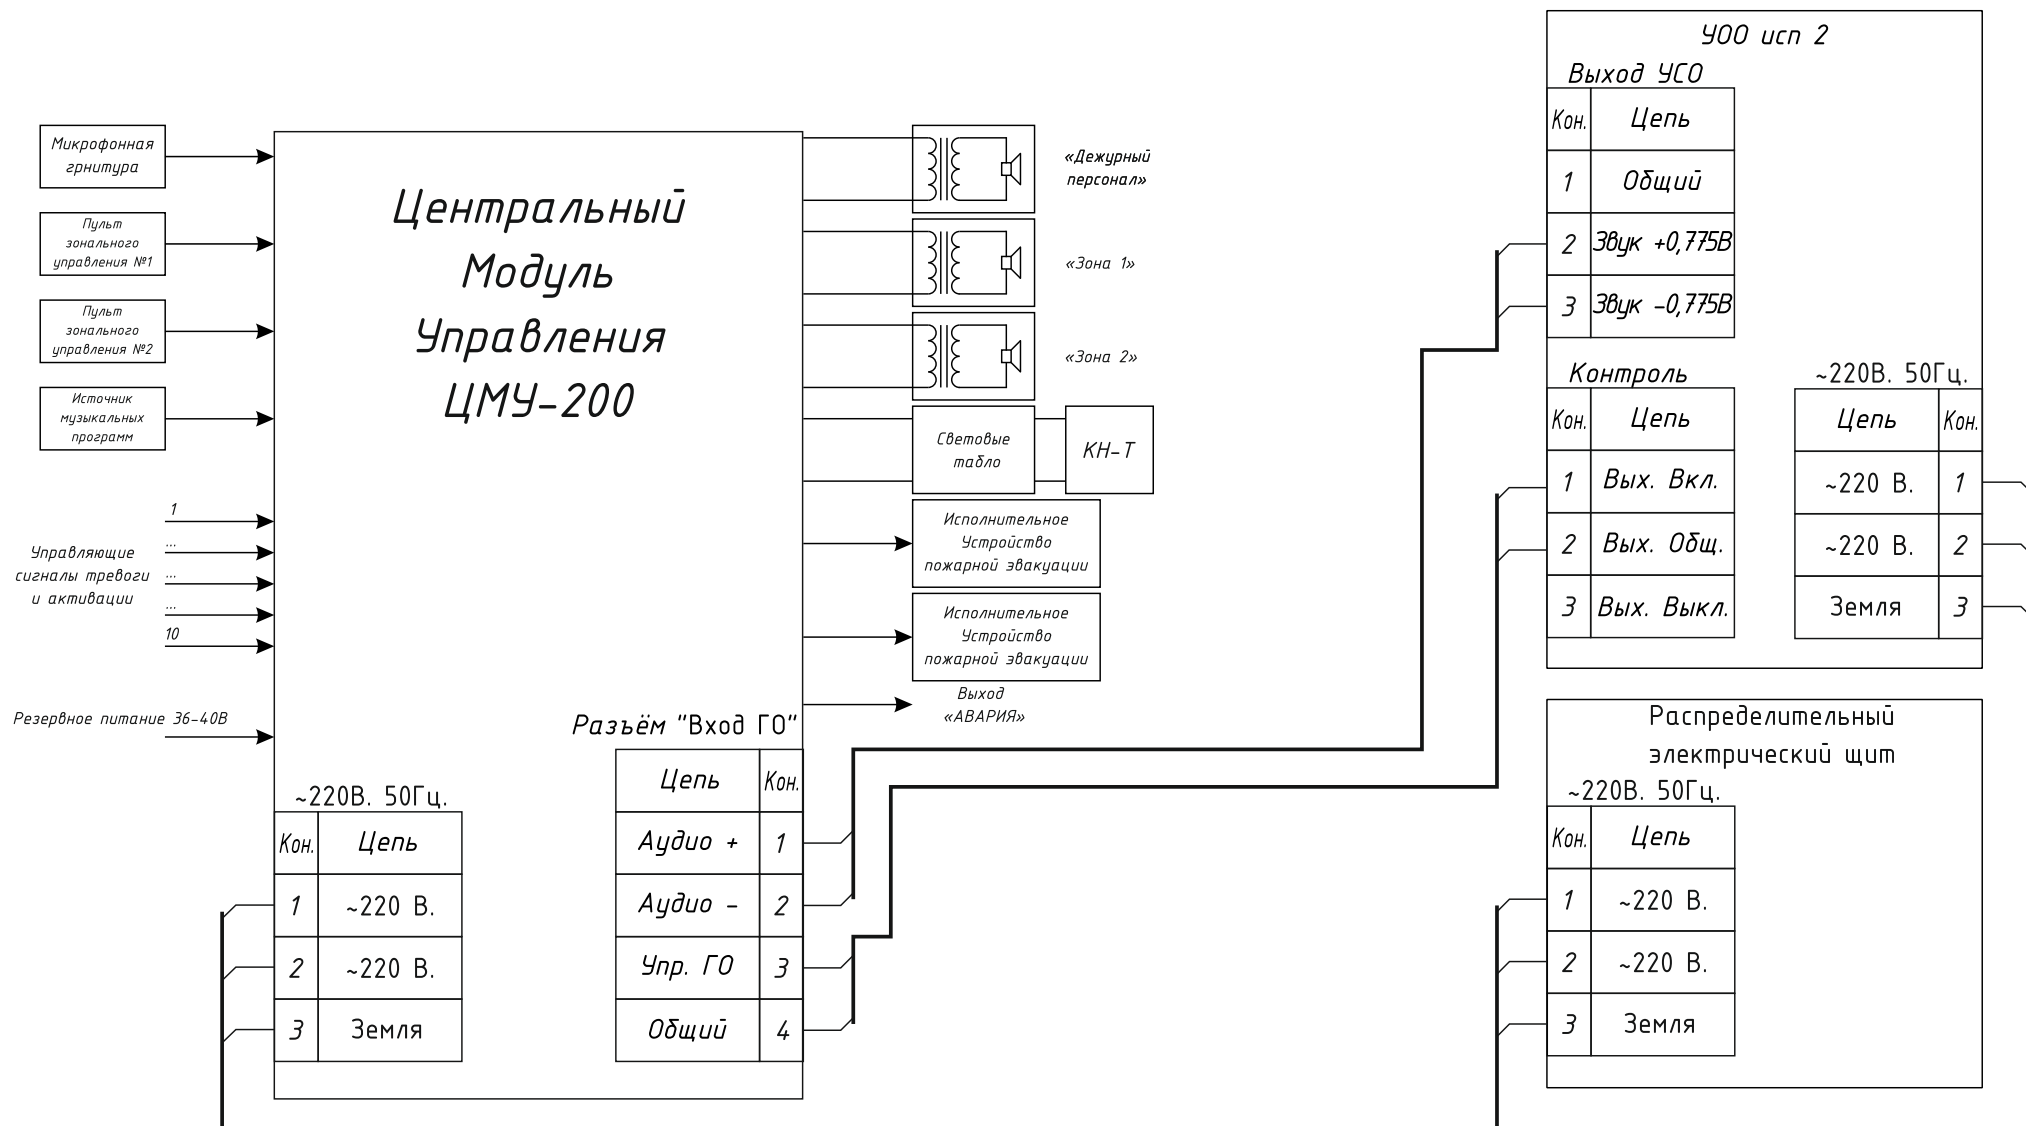 Микрофонная
грнитура
Пульт
зонального
управления №1
Пульт
зонального
управления №2
Источник
музыкальных
программ
1
...
...
...
10
Управляющие
сигналы тревоги
и активации
Резервное питание 36-40В
Центральный
Модуль
Управления
ЦМУ-200
~220В. 50Гц.
Кон. Цепь
1 ~220 В.
2 ~220 В.
3 Земля
Разъём "Вход ГО"
Цепь Кон.
Аудио + 1
Аудио - 2
Упр. ГО 3
Общий 4
«Дежурный
персонал»
«Зона 1»
«Зона 2»
Световые
табло
КН-Т
Исполнительное
Устройство
пожарной эвакуации
Исполнительное
Устройство
пожарной эвакуации
Выход
«АВАРИЯ»
УОО исп 2
Выход УСО
Кон. Цепь
1 Общий
2 Звук +0,775В
3 Звук -0,775В
Контроль
Кон. Цепь
1 Вых. Вкл.
2 Вых. Общ.
3 Вых. Выкл.
~220В. 50Гц.
Цепь Кон.
~220 В. 1
~220 В. 2
Земля 3
Распределительный
электрический щит
~220В. 50Гц.
Кон. Цепь
1 ~220 В.
2 ~220 В.
3 Земля